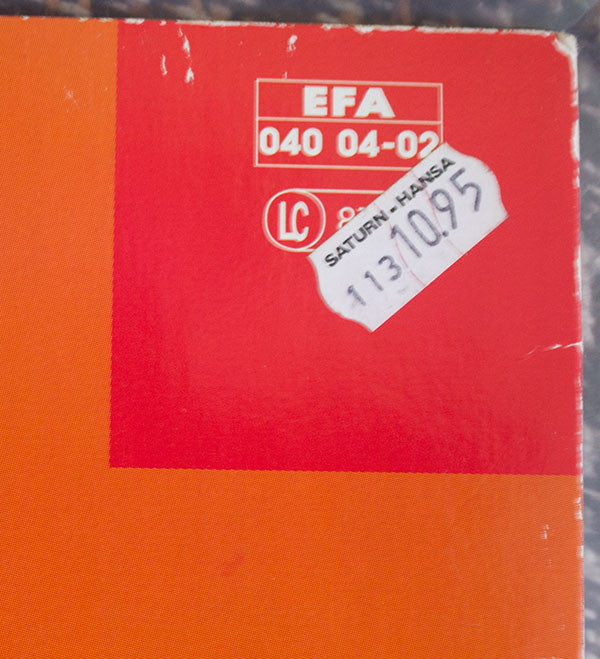 EFA
040 04-02
LC
SATURN-HANSA
113 10.95